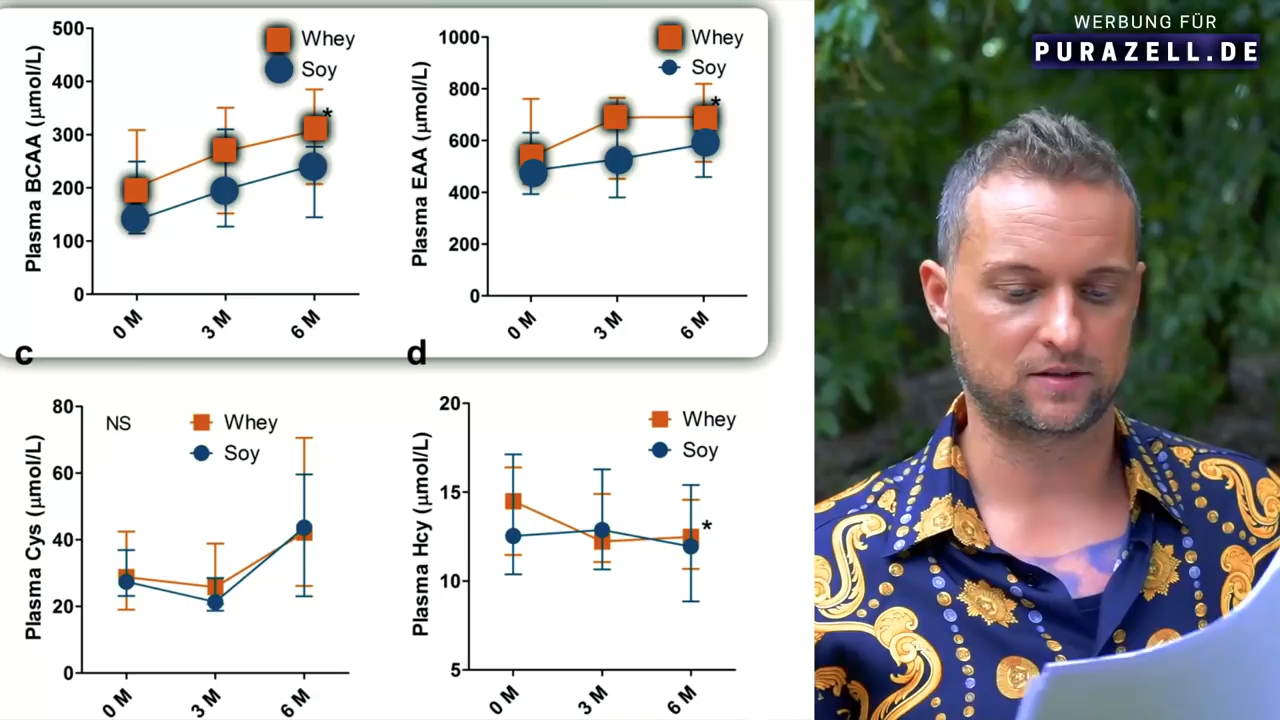 WERBUNG FÜR
PURAZELL.DE
Plasma BCAA (μmol/L)
500
400
300
200
100
0
Whey
Soy
*
0 M
3 M
6 M
Plasma EAA (μmol/L)
1000
800
600
400
200
0
Whey
Soy
*
0 M
3 M
6 M
c
Plasma Cys (μmol/L)
80
60
40
20
0
NS
Whey
Soy
0 M
3 M
6 M
d
Plasma Hcy (μmol/L)
20
15
10
5
Whey
Soy
*
0 M
3 M
6 M